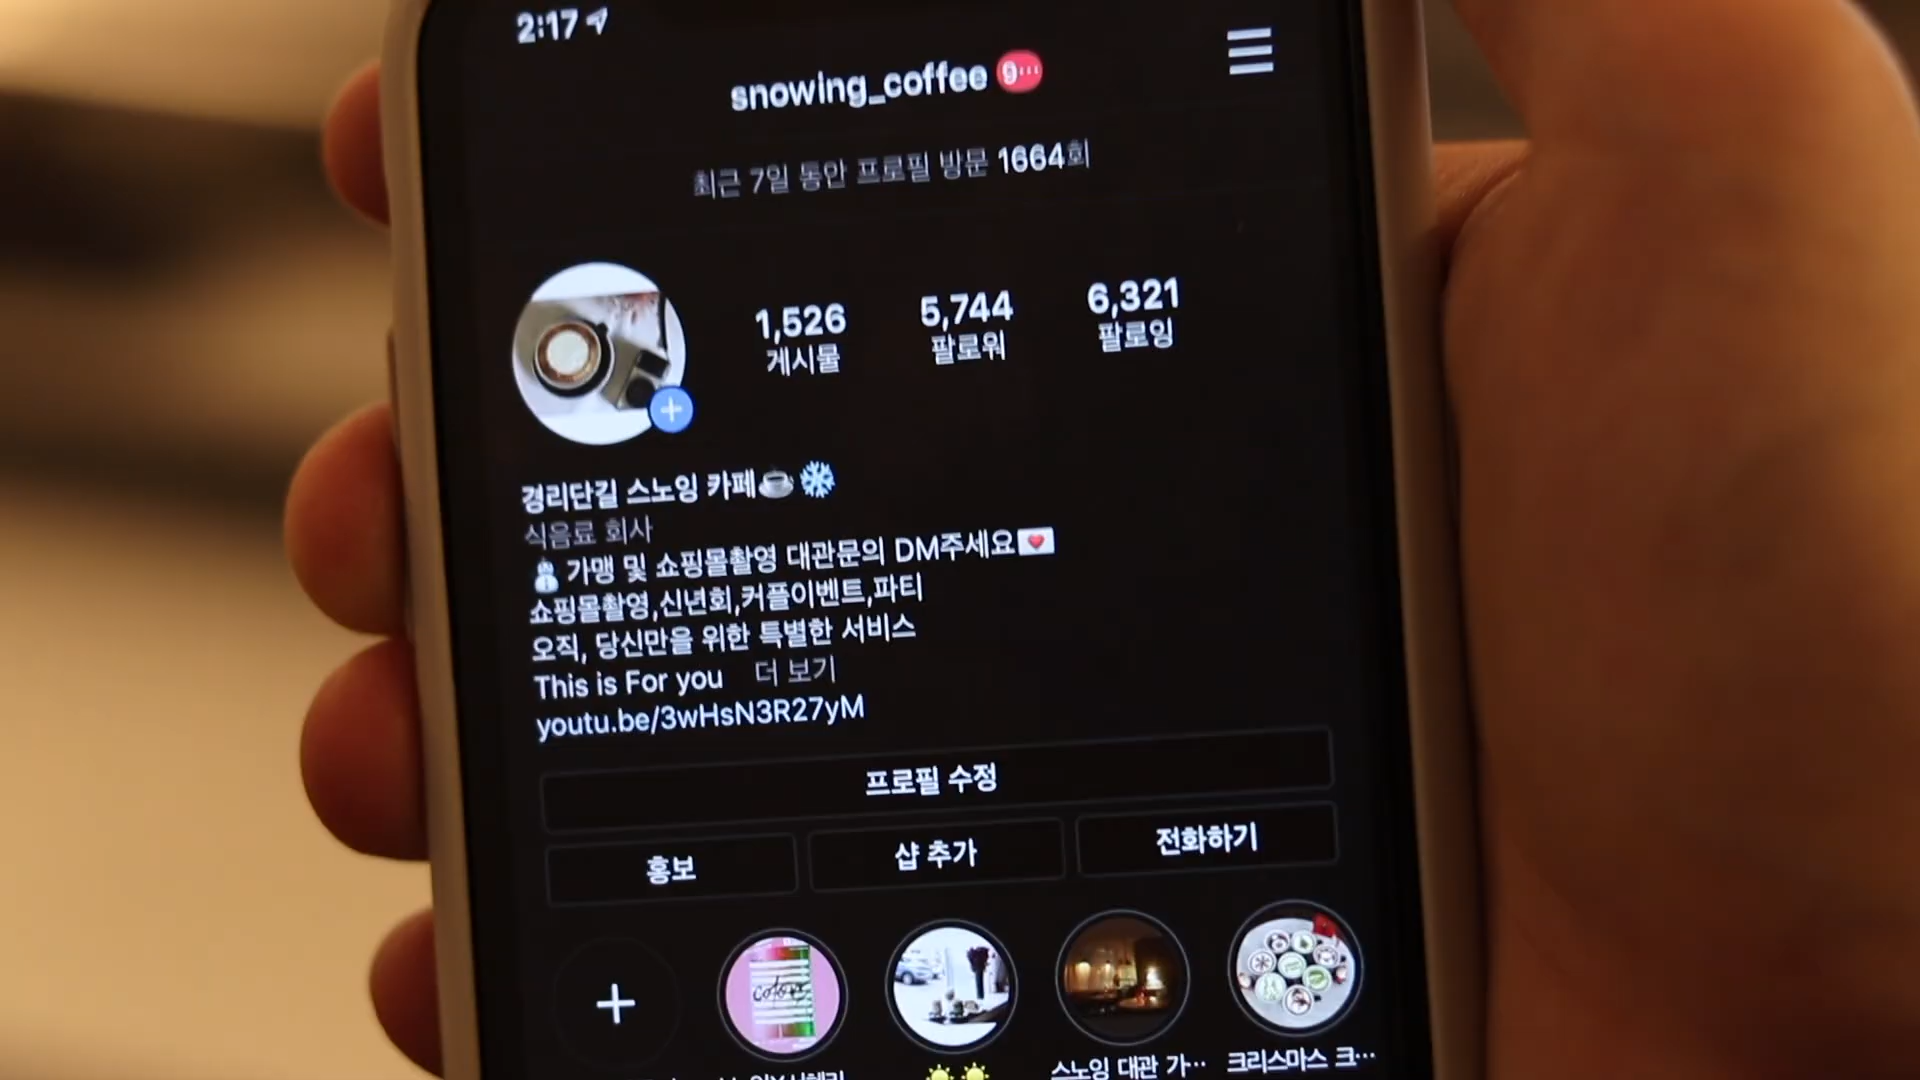 2:17
snowing_coffee 9…
최근 7일 동안 프로필 방문 1664회
1,526 5,744 6,321
게시물 팔로워 팔로잉
경리단길 스노잉 카페☕❄
식음료 회사
⛄ 가맹 및 쇼핑몰촬영 대관문의 DM주세요💌
쇼핑몰촬영,신년회,커플이벤트,파티
오직, 당신만을 위한 특별한 서비스
This is For you 더 보기
youtu.be/3wHsN3R27yM
프로필 수정
홍보 샵 추가 전화하기
colors
스노잉 대관 가… 크리스마스 크…